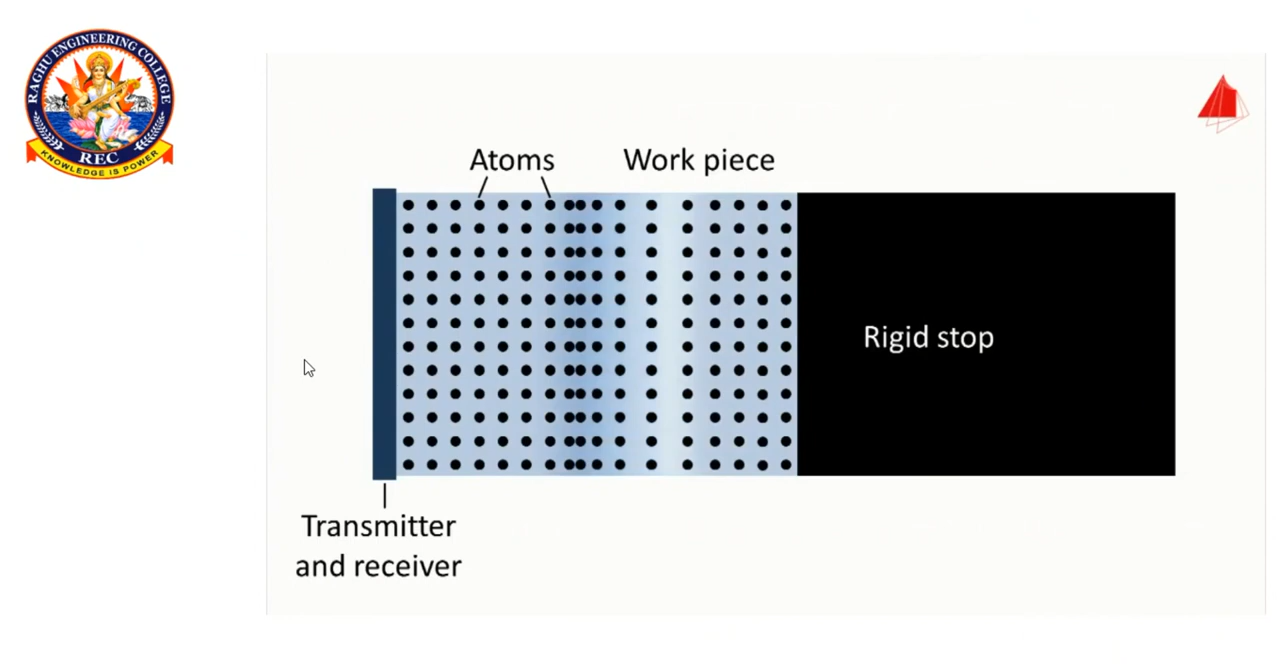 RAGHU ENGINEERING COLLEGE
REC
KNOWLEDGE IS POWER
Atoms
Work piece
Rigid stop
Transmitter
and receiver